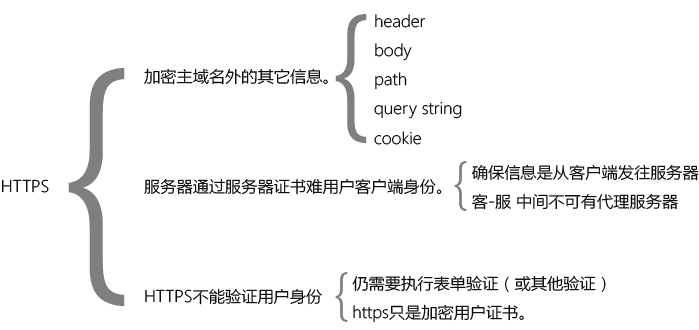 HTTPS
加密主域名外的其它信息。
header
body
path
query string
cookie
服务器通过服务器证书难用户客户端身份。
确保信息是从客户端发往服务器
客-服 中间不可有代理服务器
HTTPS不能验证用户身份
仍需要执行表单验证（或其他验证）
https只是加密用户证书。